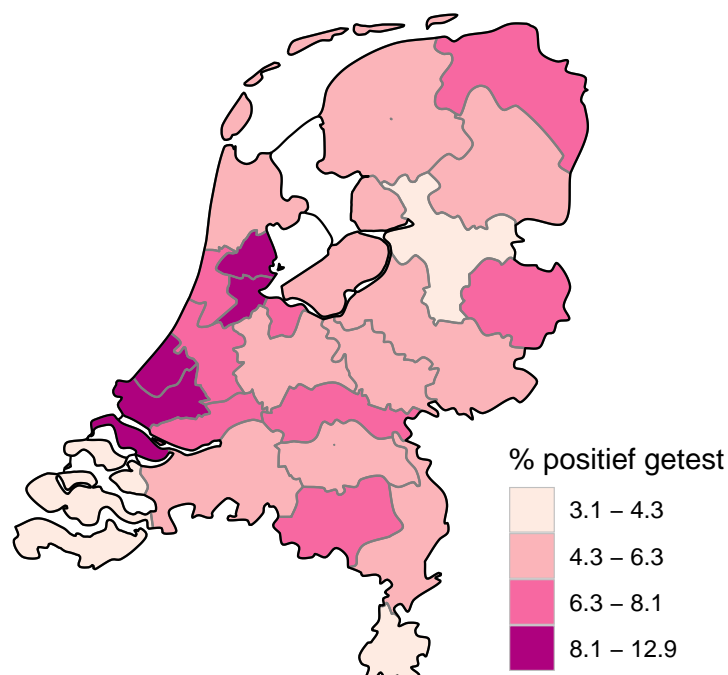 % positief getest
3.1 – 4.3
4.3 – 6.3
6.3 – 8.1
8.1 – 12.9